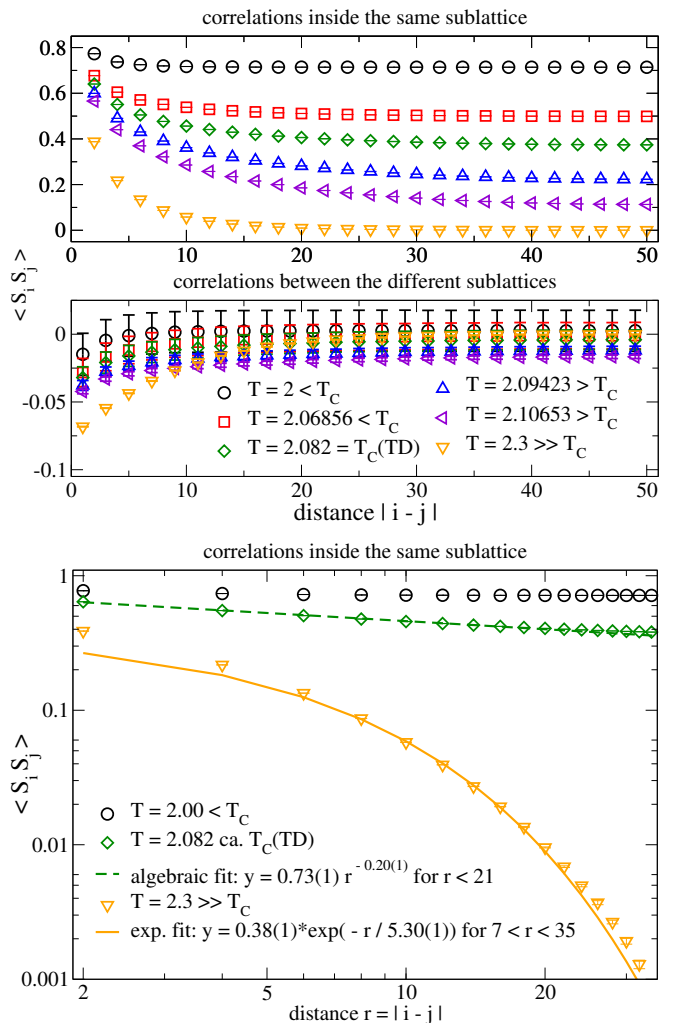 correlations inside the same sublattice
0.8
0.6
0.4
0.2
0
0 10 20 30 40 50
< S_i S_j >
correlations between the different sublattices
0
-0.05
-0.1
T = 2 < T_C
T = 2.06856 < T_C
T = 2.082 = T_C(TD)
T = 2.09423 > T_C
T = 2.10653 > T_C
T = 2.3 >> T_C
0 10 20 30 40 50
distance | i - j |
correlations inside the same sublattice
1
0.1
0.01
0.001
< S_i S_j >
T = 2.00 < T_C
T = 2.082 ca. T_C(TD)
algebraic fit: y = 0.73(1) r^{- 0.20(1)} for r < 21
T = 2.3 >> T_C
exp. fit: y = 0.38(1)*exp( - r / 5.30(1)) for 7 < r < 35
2 5 10 20
distance r = | i - j |